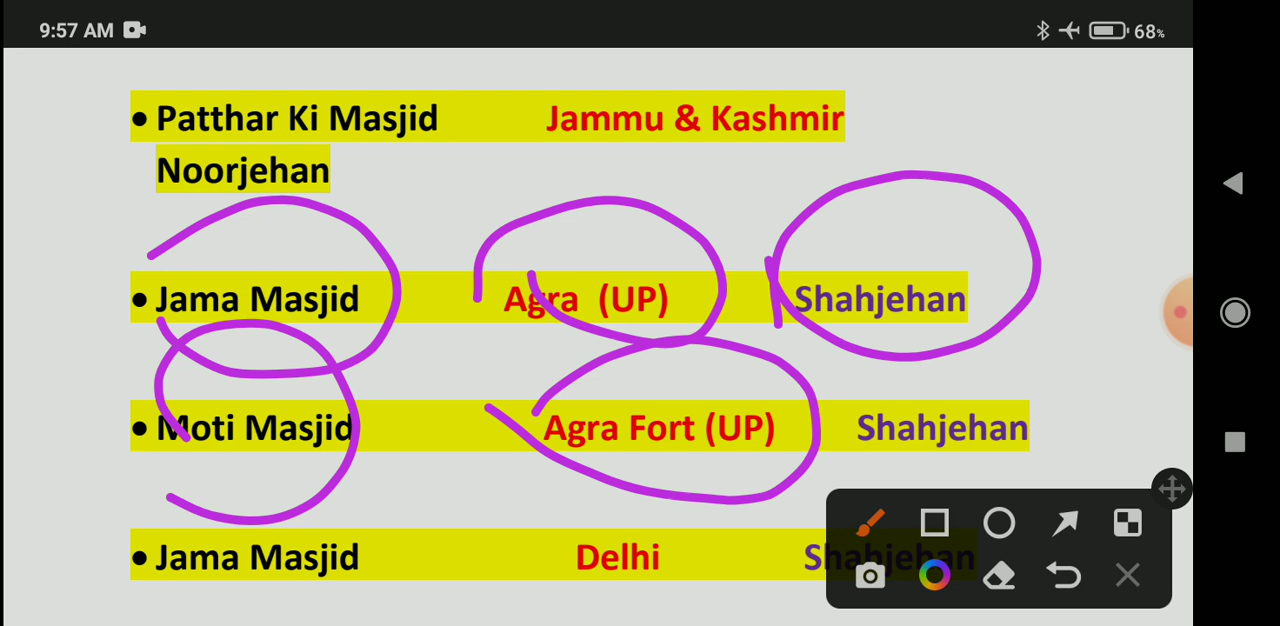 9:57 AM 68%
• Patthar Ki Masjid Jammu & Kashmir
Noorjehan
• Jama Masjid Agra (UP) Shahjehan
• Moti Masjid Agra Fort (UP) Shahjehan
• Jama Masjid Delhi Shahjehan